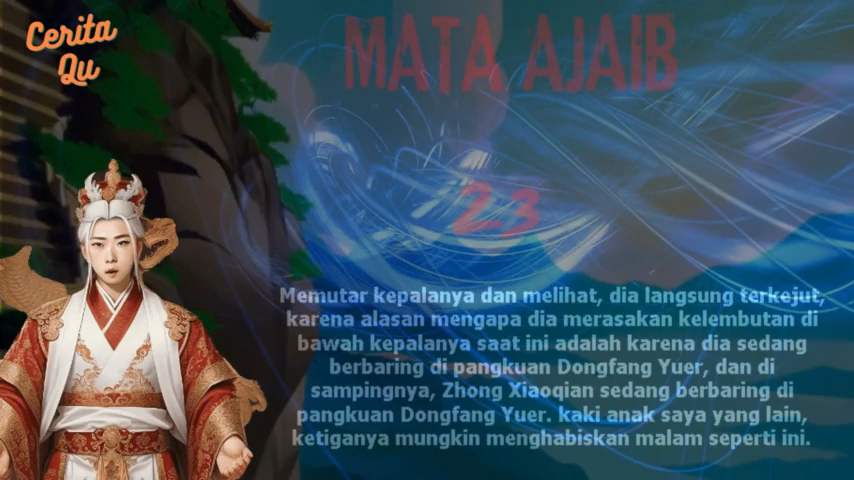 Cerita
Qu
MATA AJAIB
23
Memutar kepalanya dan melihat, dia langsung terkejut,
karena alasan mengapa dia merasakan kelembutan di
bawah kepalanya saat ini adalah karena dia sedang
berbaring di pangkuan Dongfang Yuer, dan di
sampingnya, Zhong Xiaoqian sedang berbaring di
pangkuan Dongfang Yuer. kaki anak saya yang lain,
ketiganya mungkin menghabiskan malam seperti ini.